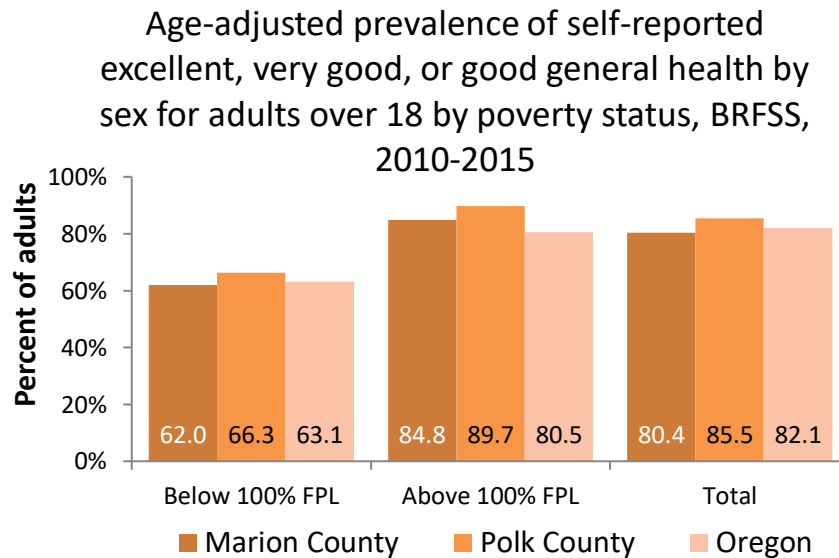 Age-adjusted prevalence of self-reported
excellent, very good, or good general health by
sex for adults over 18 by poverty status, BRFSS,
2010-2015
Percent of adults
100%
80%
60%
40%
20%
0%
62.0 66.3 63.1 84.8 89.7 80.5 80.4 85.5 82.1
Below 100% FPL Above 100% FPL Total
Marion County Polk County Oregon